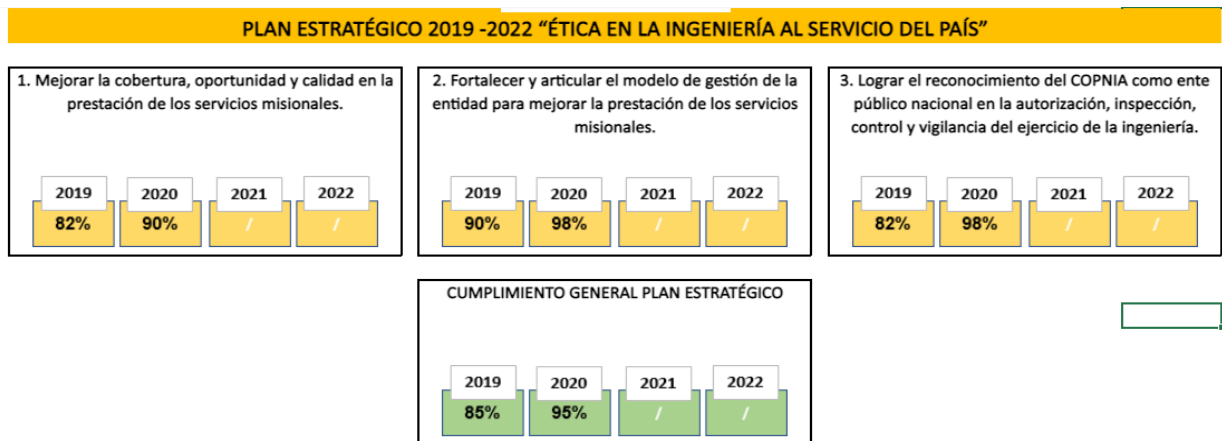 PLAN ESTRATÉGICO 2019 -2022 “ÉTICA EN LA INGENIERÍA AL SERVICIO DEL PAÍS”
1. Mejorar la cobertura, oportunidad y calidad en la
prestación de los servicios misionales.
2019 2020 2021 2022
82% 90% / /
2. Fortalecer y articular el modelo de gestión de la
entidad para mejorar la prestación de los servicios
misionales.
2019 2020 2021 2022
90% 98% / /
3. Lograr el reconocimiento del COPNIA como ente
público nacional en la autorización, inspección,
control y vigilancia del ejercicio de la ingeniería.
2019 2020 2021 2022
82% 98% / /
CUMPLIMIENTO GENERAL PLAN ESTRATÉGICO
2019 2020 2021 2022
85% 95% / /